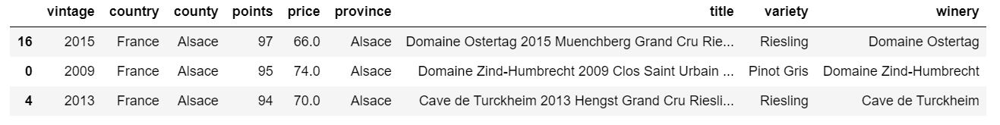 vintage country county points price province title variety winery
16 2015 France Alsace 97 66.0 Alsace Domaine Ostertag 2015 Muenchberg Grand Cru Rie... Riesling Domaine Ostertag
0 2009 France Alsace 95 74.0 Alsace Domaine Zind-Humbrecht 2009 Clos Saint Urbain ... Pinot Gris Domaine Zind-Humbrecht
4 2013 France Alsace 94 70.0 Alsace Cave de Turckheim 2013 Hengst Grand Cru Riesli... Riesling Cave de Turckheim